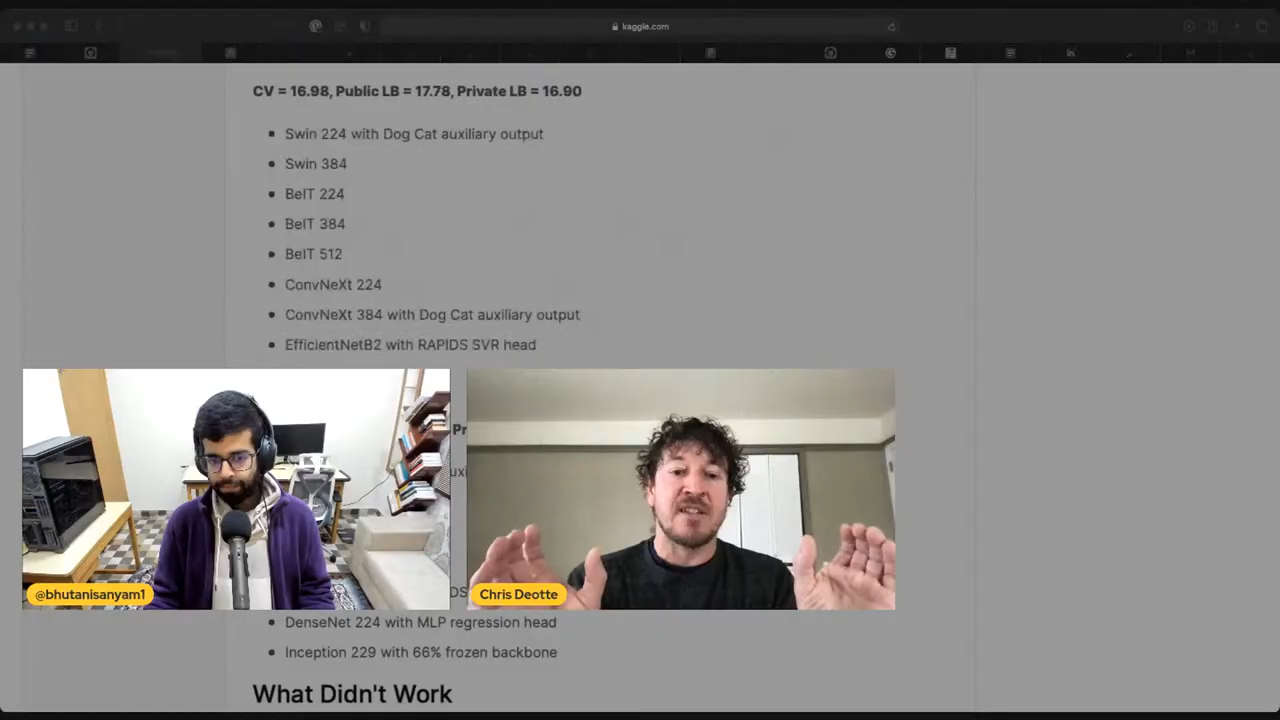 kaggle.com
CV = 16.98, Public LB = 17.78, Private LB = 16.90
Swin 224 with Dog Cat auxiliary output
Swin 384
BeIT 224
BeIT 384
BeIT 512
ConvNeXt 224
ConvNeXt 384 with Dog Cat auxiliary output
EfficientNetB2 with RAPIDS SVR head
@bhutanisanyam1
Chris Deotte
DenseNet 224 with MLP regression head
Inception 229 with 66% frozen backbone
What Didn't Work